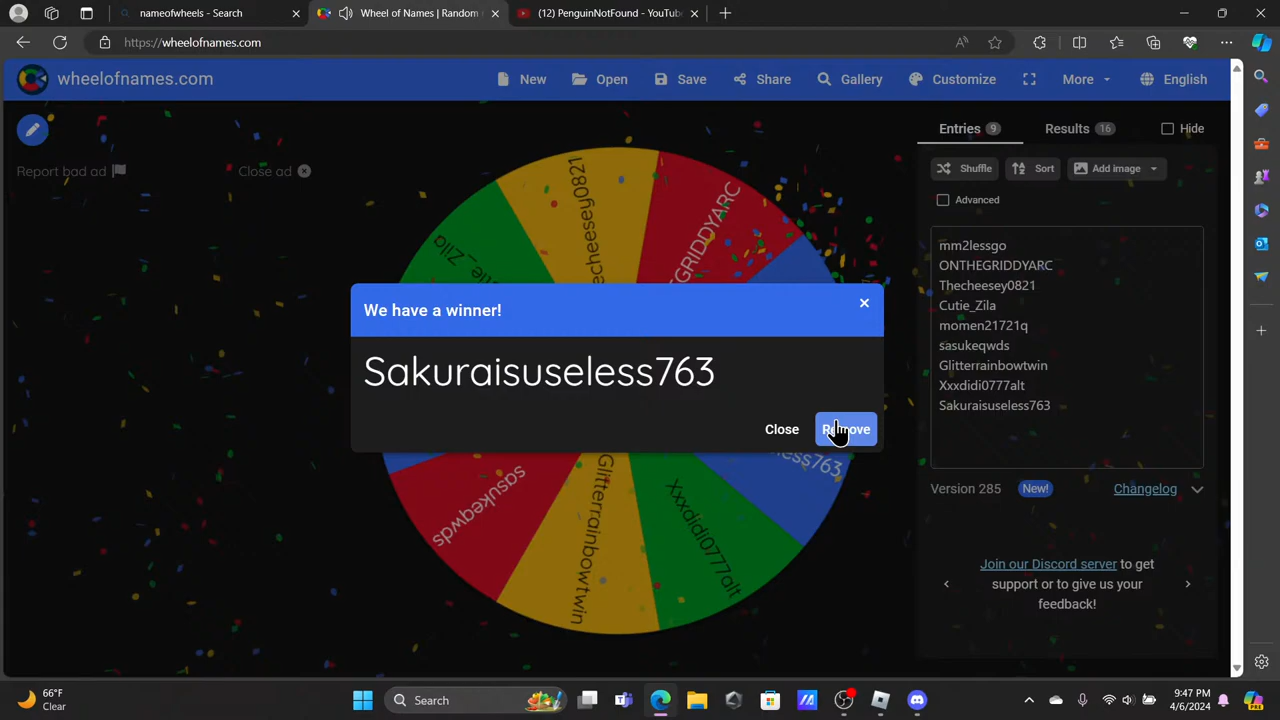 nameofwheels - Search
Wheel of Names | Random
(12) PenguinNotFound - YouTube
https://wheelofnames.com
wheelofnames.com
New
Open
Save
Share
Gallery
Customize
More
English
Report bad ad
Close ad
Entries 9
Results 16
Hide
Shuffle
Sort
Add image
Advanced
mm2lessgo
ONTHEGRIDDYARC
Thecheesey0821
Cutie_Zila
momen21721q
sasukeqwds
Glitterrainbowtwin
Xxxdidi0777alt
Sakuraisuseless763
echeesey0821
EGRIDDYARC
tie_Zila
We have a winner!
Sakuraisuseless763
Close
Remove
less763
sasukeqwds
Glitterrainbowtwin
Xxxdidi0777alt
Version 285
New!
Changelog
Join our Discord server to get
support or to give us your
feedback!
66°F
Clear
Search
9:47 PM
4/6/2024